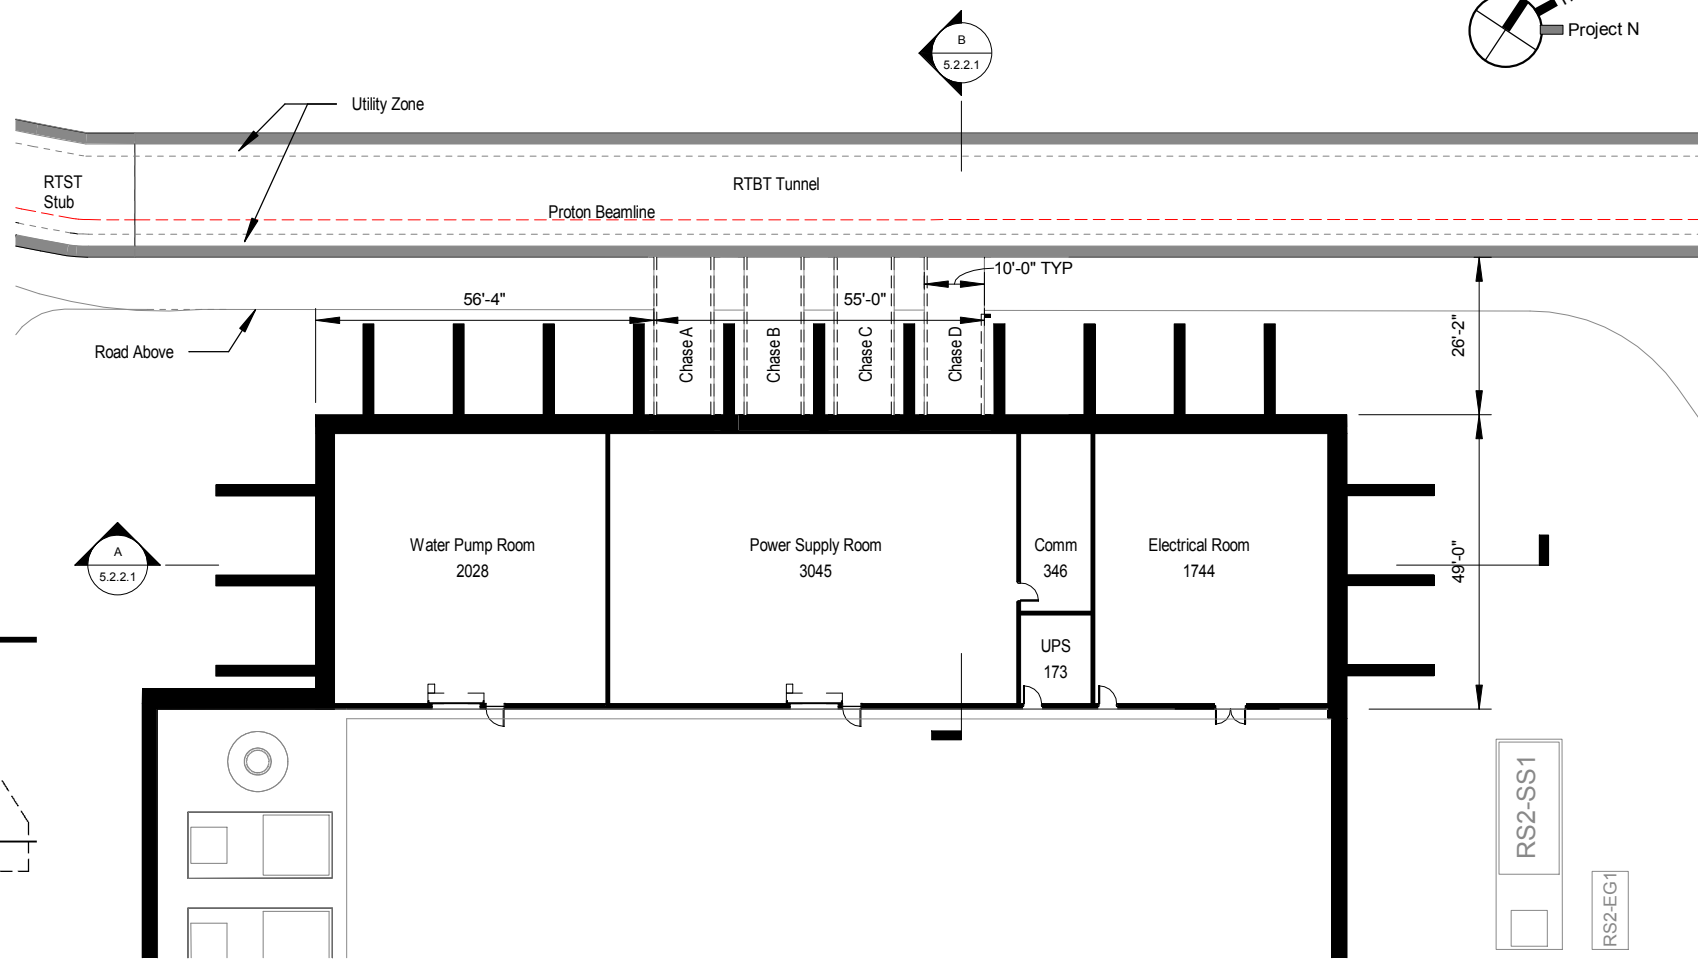 B
5.2.2.1
Project N
Utility Zone
RTST
Stub
RTBT Tunnel
Proton Beamline
10'-0" TYP
56'-4"
55'-0"
26'-2"
Road Above
Chase A
Chase B
Chase C
Chase D
A
5.2.2.1
Water Pump Room
2028
Power Supply Room
3045
Comm
346
Electrical Room
1744
49'-0"
UPS
173
RS2-SS1
RS2-EG1